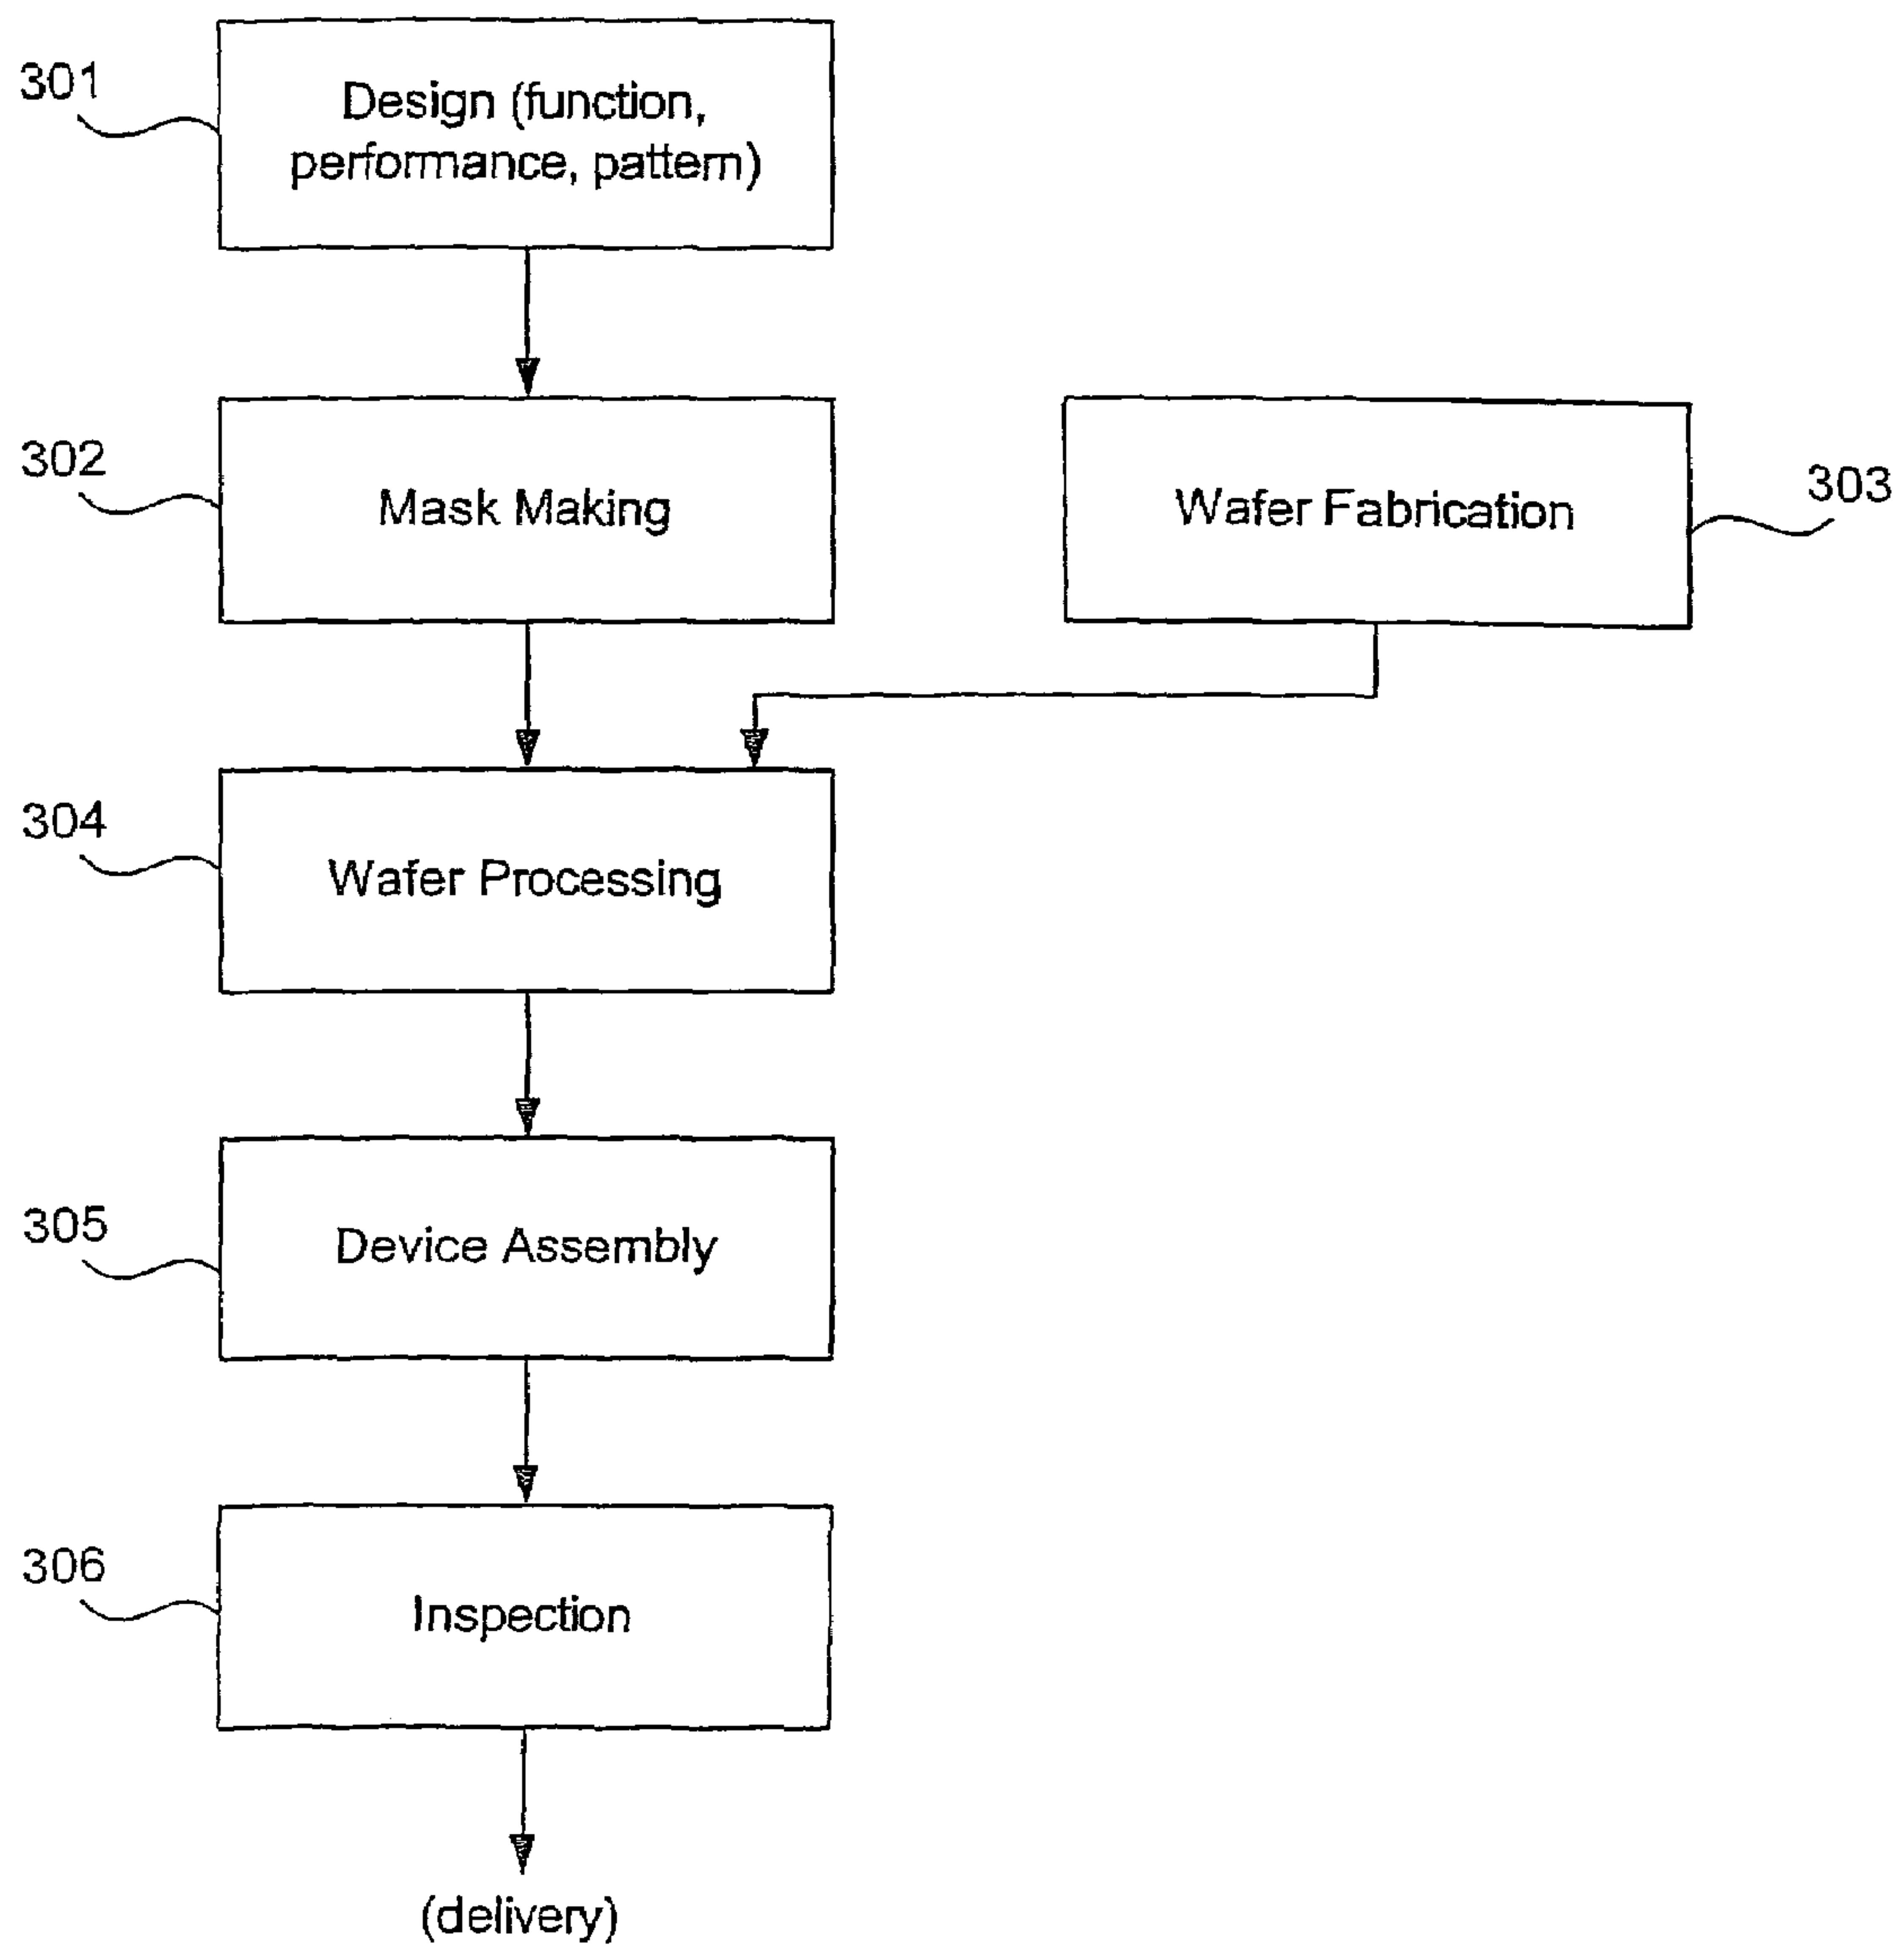 301
Design (function,
performance, pattern)
302
Mask Making
Wafer Fabrication
303
304
Wafer Processing
305
Device Assembly
306
Inspection
(delivery)